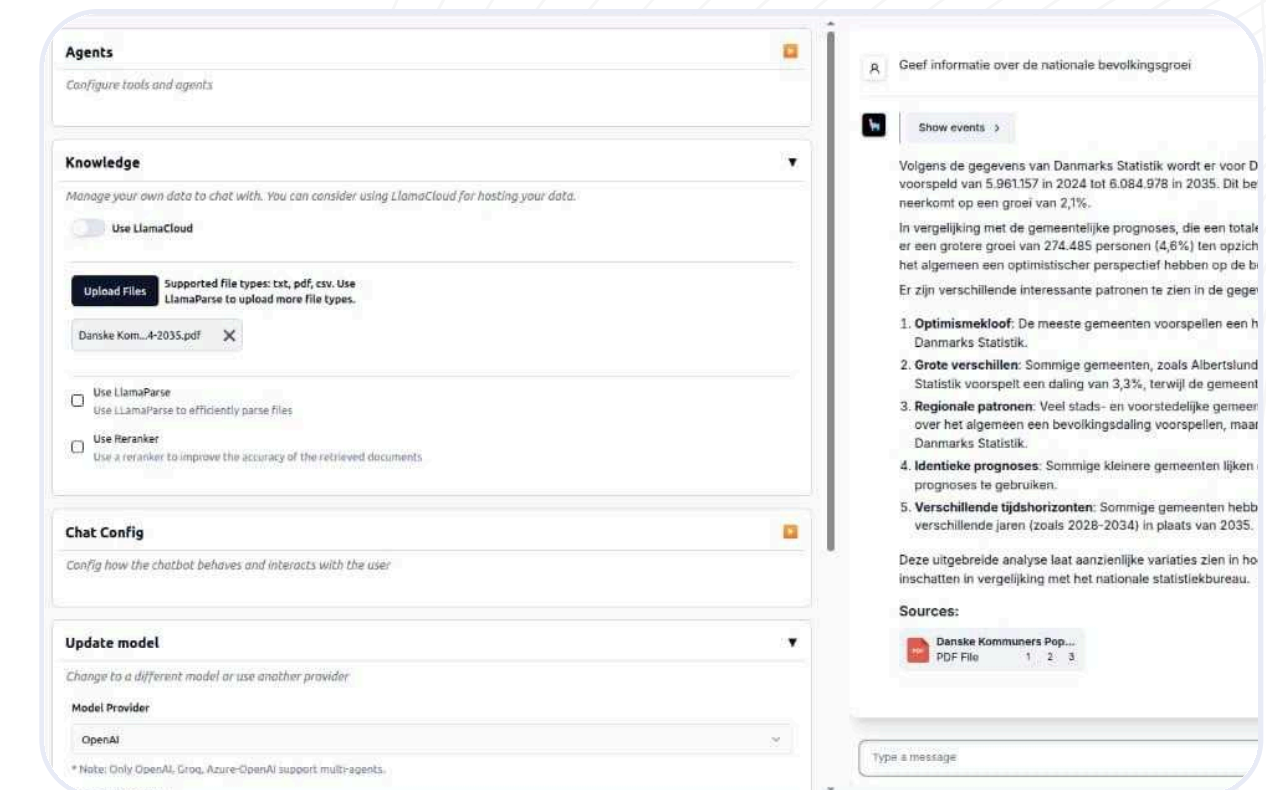 Agents
Configure tools and agents
Knowledge
Manage your own data to chat with. You can consider using LlamaCloud for hosting your data.
Use LlamaCloud
Upload Files
Supported file types: txt, pdf, csv. Use
LlamaParse to upload more file types.
Danske Kom...4-2035.pdf
Use LlamaParse
Use LLamaParse to efficiently parse files
Use Reranker
Use a reranker to improve the accuracy of the retrieved documents
Chat Config
Config how the chatbot behaves and interacts with the user
Update model
Change to a different model or use another provider
Model Provider
OpenAI
* Note: Only OpenAI, Groq, Azure-OpenAI support multi-agents.
Geef informatie over de nationale bevolkingsgroei
Show events >
Volgens de gegevens van Danmarks Statistik wordt er voor D
voorspeld van 5.961.157 in 2024 tot 6.084.978 in 2035. Dit be
neerkomt op een groei van 2,1%.
In vergelijking met de gemeentelijke prognoses, die een totale
er een grotere groei van 274.485 personen (4,6%) ten opzich
het algemeen een optimistischer perspectief hebben op de b
Er zijn verschillende interessante patronen te zien in de gege
1. Optimismekloof: De meeste gemeenten voorspellen een h
Danmarks Statistik.
2. Grote verschillen: Sommige gemeenten, zoals Albertslund
Statistik voorspelt een daling van 3,3%, terwijl de gemeent
3. Regionale patronen: Veel stads- en voorstedelijke gemeer
over het algemeen een bevolkingsdaling voorspellen, maar
Danmarks Statistik.
4. Identieke prognoses: Sommige kleinere gemeenten lijken
prognoses te gebruiken.
5. Verschillende tijdshorizonten: Sommige gemeenten hebb
verschillende jaren (zoals 2028-2034) in plaats van 2035.
Deze uitgebreide analyse laat aanzienlijke variaties zien in ho
inschatten in vergelijking met het nationale statistiekbureau.
Sources:
Danske Kommuners Pop...
PDF File 1 2 3
Type a message